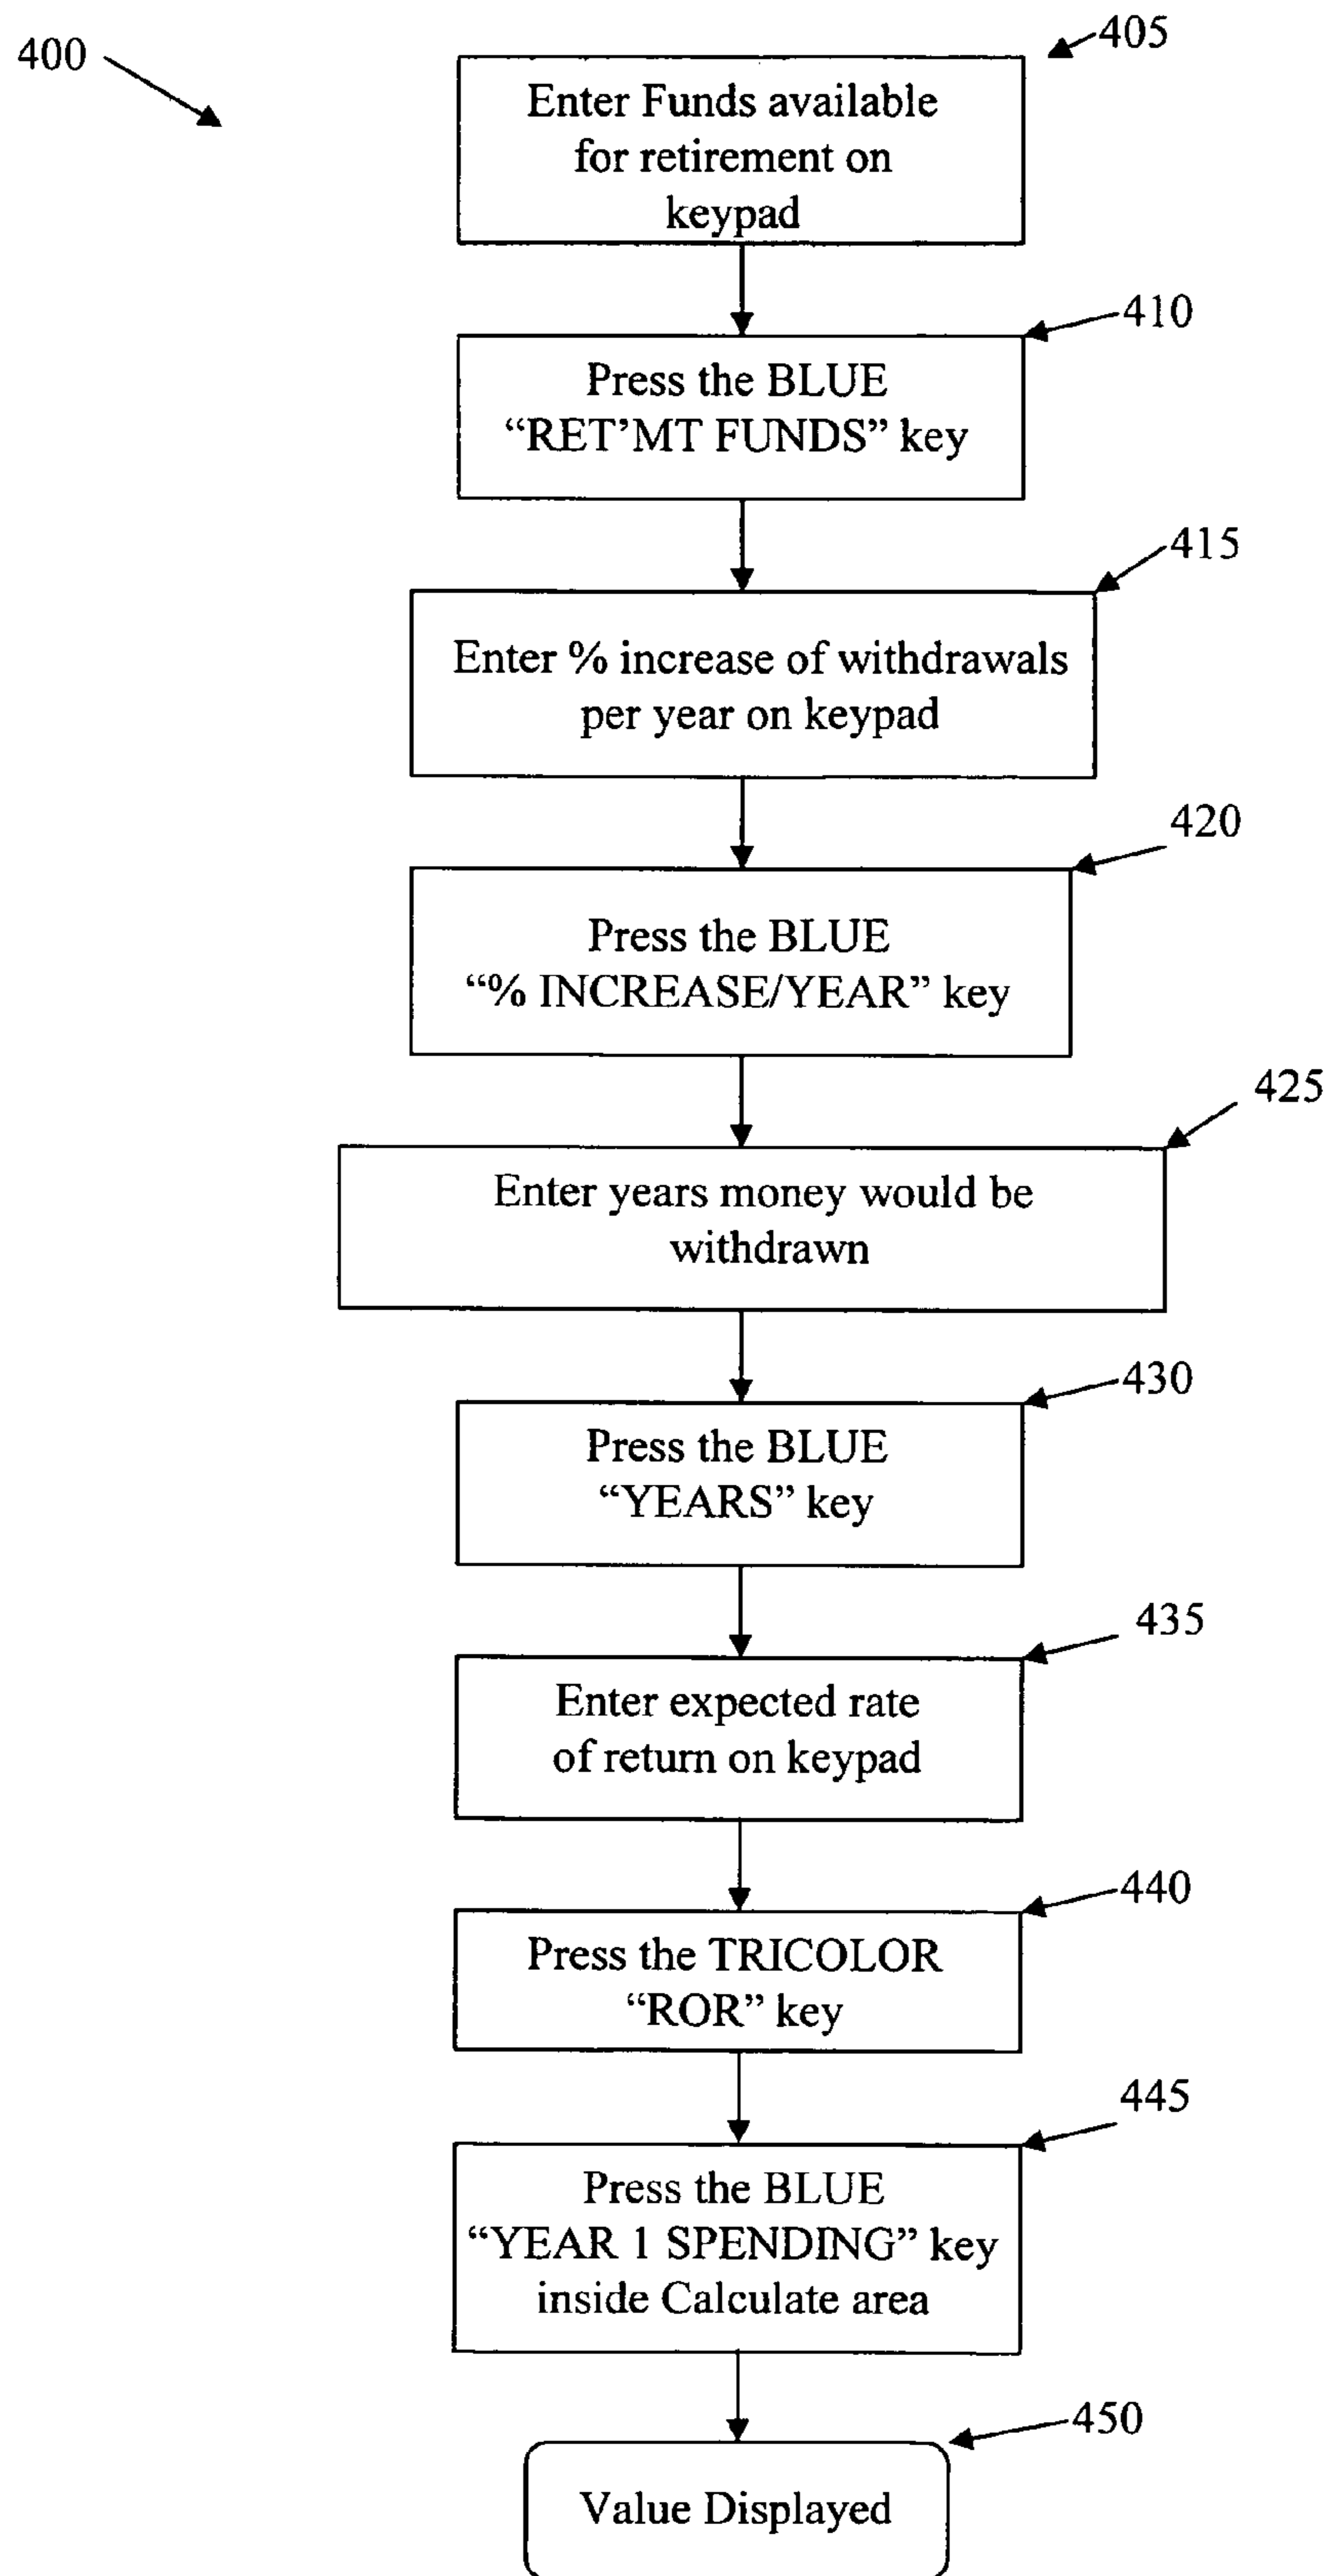 400
405
Enter Funds available
for retirement on
keypad
410
Press the BLUE
“RET’MT FUNDS” key
415
Enter % increase of withdrawals
per year on keypad
420
Press the BLUE
“% INCREASE/YEAR” key
425
Enter years money would be
withdrawn
430
Press the BLUE
“YEARS” key
435
Enter expected rate
of return on keypad
440
Press the TRICOLOR
“ROR” key
445
Press the BLUE
“YEAR 1 SPENDING” key
inside Calculate area
450
Value Displayed